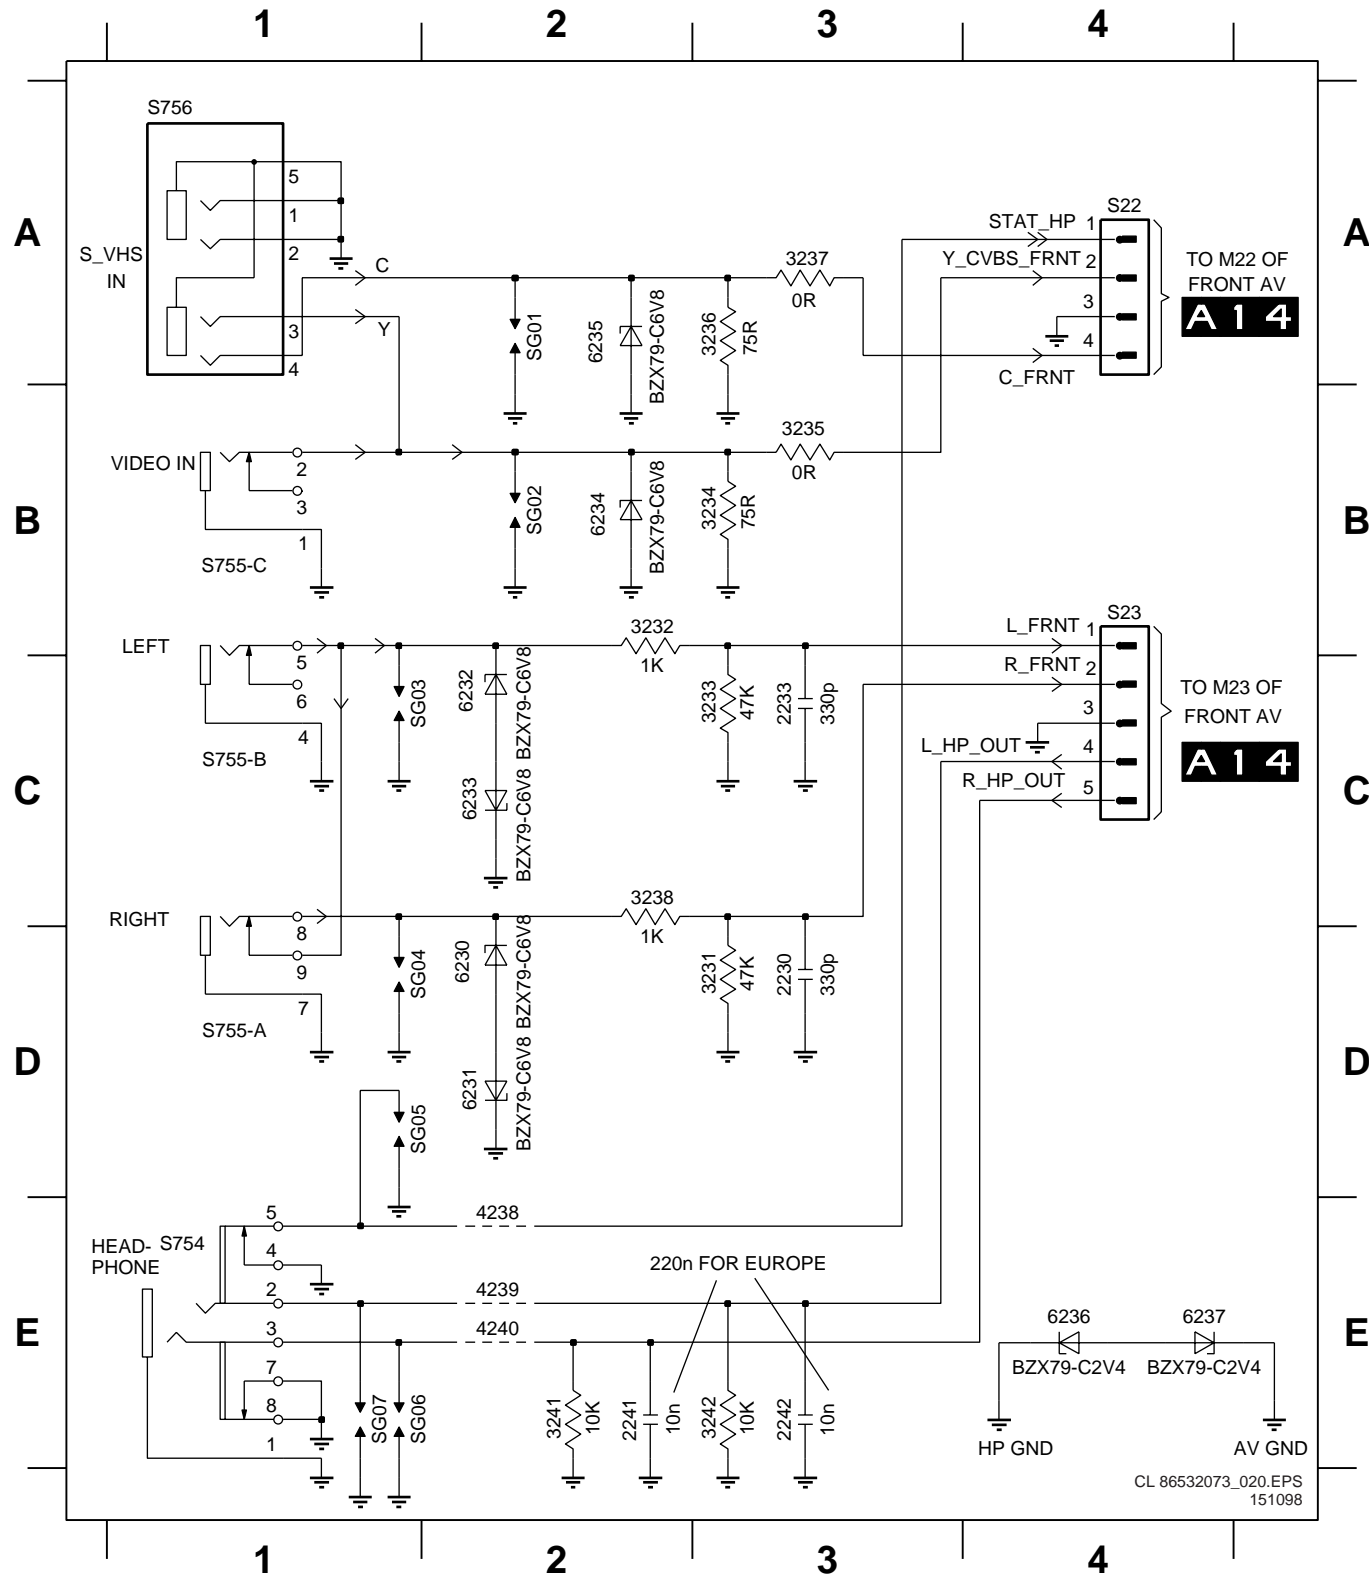 1 2 3 4
S756
A
S_VHS
IN
5
1
2
3
4
C
Y
SG01
6235
BZX79-C6V8
3236
75R
3237
0R
STAT_HP 1
Y_CVBS_FRNT 2
3
4
C_FRNT
S22
TO M22 OF
FRONT AV
A 1 4
A
B
VIDEO IN
2
3
1
S755-C
SG02
6234
BZX79-C6V8
3234
75R
3235
0R
B
LEFT
5
6
4
S755-B
SG03
6232
BZX79-C6V8
6233
BZX79-C6V8
3232
1K
3233
47K
2233
330p
L_FRNT 1
R_FRNT 2
3
L_HP_OUT 4
R_HP_OUT 5
S23
TO M23 OF
FRONT AV
A 1 4
C
C
RIGHT
8
9
7
S755-A
SG04
6230
BZX79-C6V8
6231
BZX79-C6V8
3238
1K
3231
47K
2230
330p
D
D
SG05
HEAD-
PHONE
S754
5
4
2
3
7
8
1
4238
4239
4240
SG07
SG06
220n FOR EUROPE
3241
10K
2241
10n
3242
10K
2242
10n
E
E
6236
BZX79-C2V4
6237
BZX79-C2V4
HP GND
AV GND
CL 86532073_020.EPS
151098
1 2 3 4